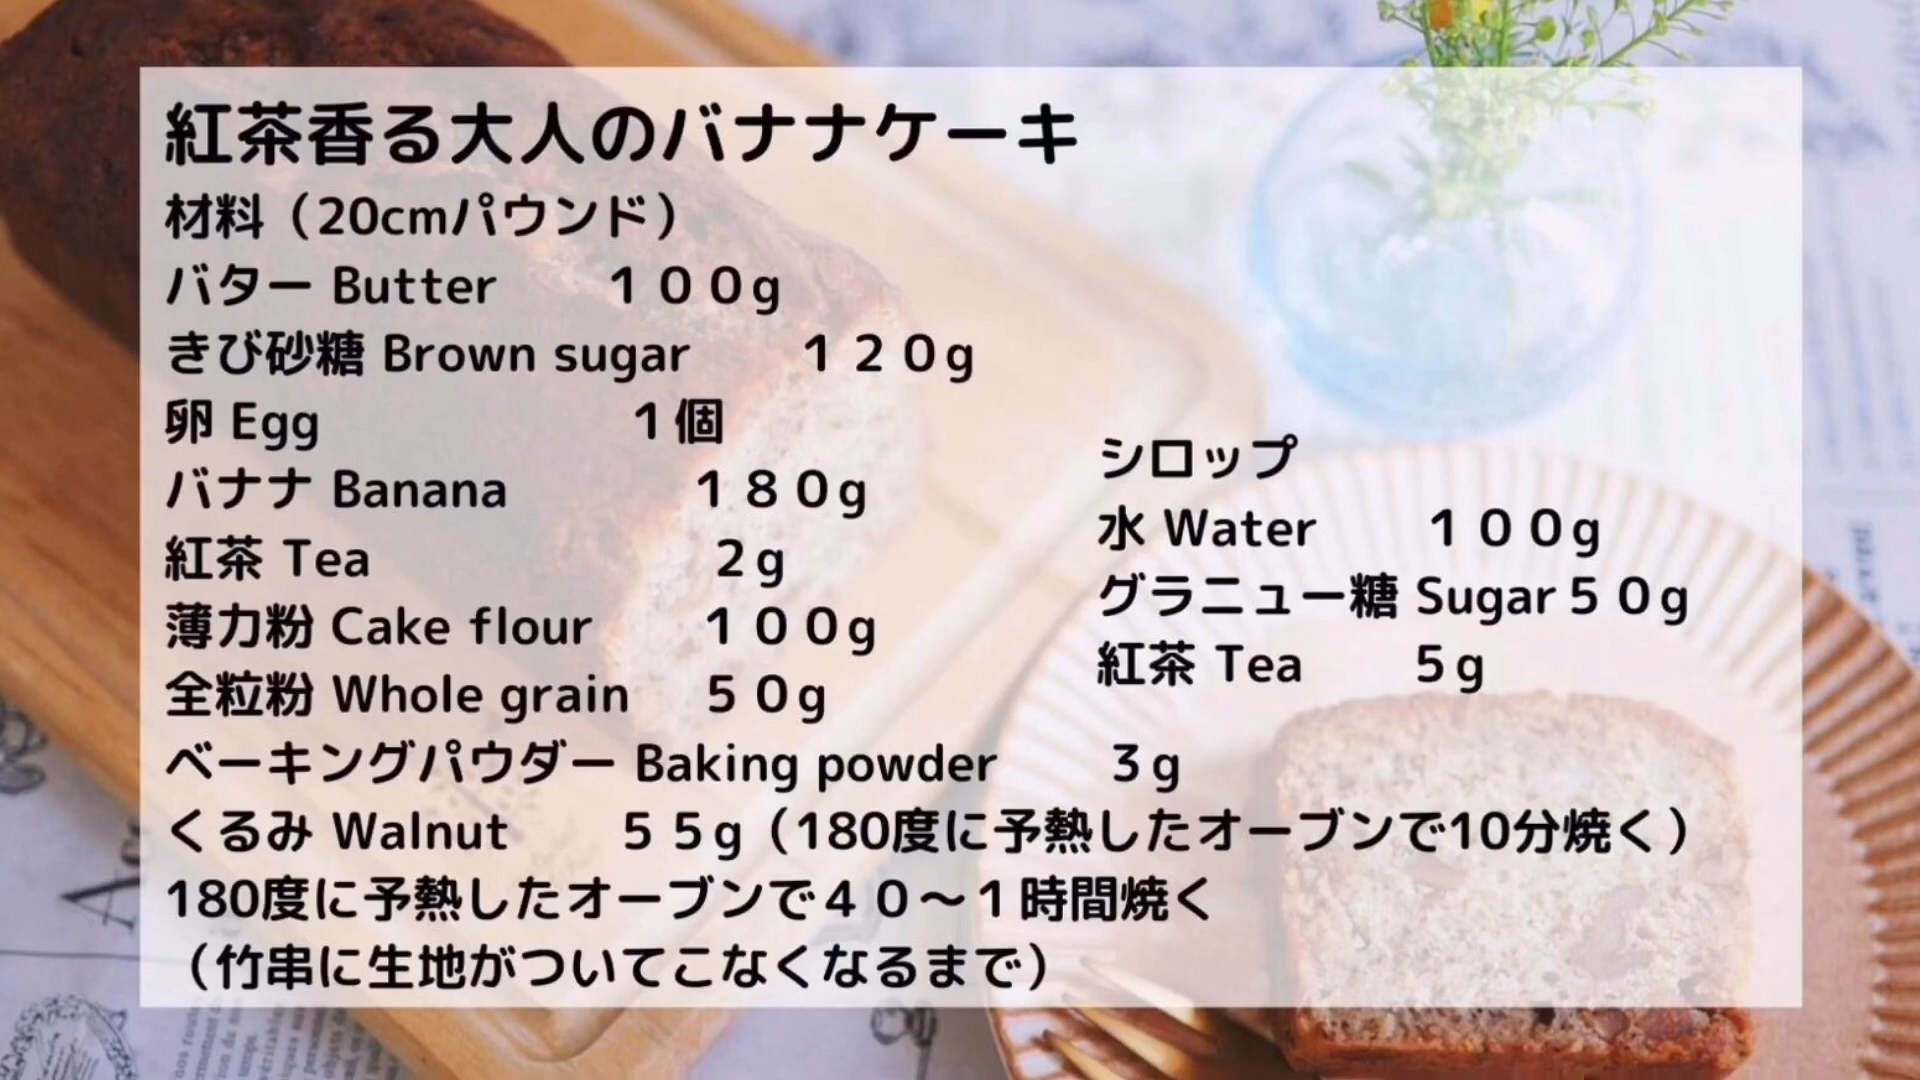 紅茶香る大人のバナナケーキ
材料（20cmパウンド）
バター Butter　　１００g
きび砂糖 Brown sugar　　１２０g
卵 Egg　　　　　　１個
バナナ Banana　　　　１８０g
紅茶 Tea　　　　　　　２g
薄力粉 Cake flour　　１００g
全粒粉 Whole grain　 ５０g
ベーキングパウダー Baking powder　　３g
くるみ Walnut　　５５g（180度に予熱したオーブンで10分焼く）
180度に予熱したオーブンで４０～１時間焼く
（竹串に生地がついてこなくなるまで）
シロップ
水 Water　　１００g
グラニュー糖 Sugar５０g
紅茶 Tea　　５g